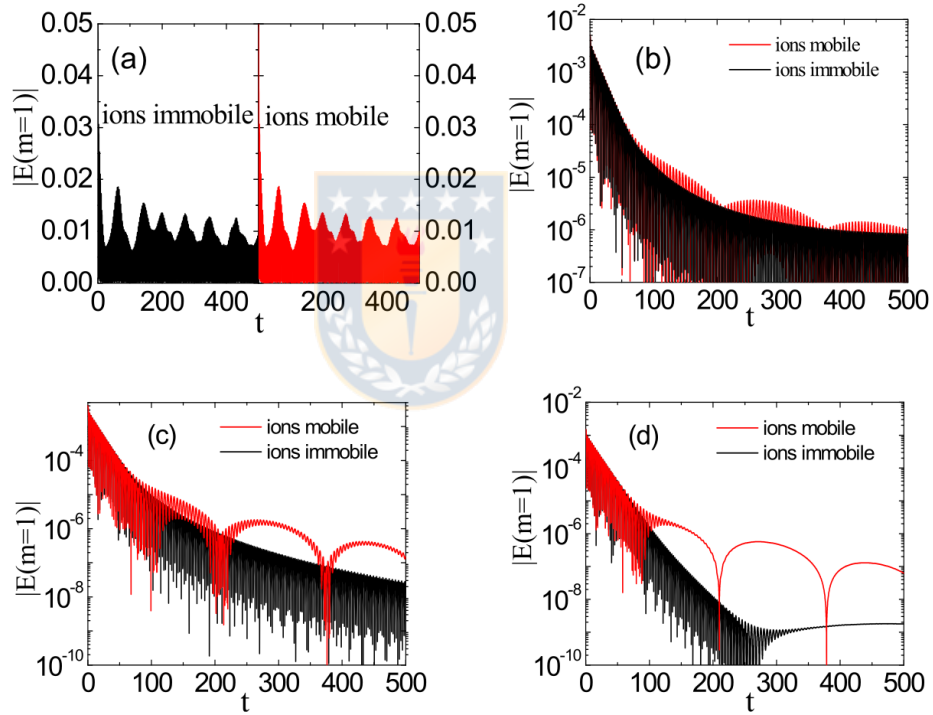 0.05
0.04
0.03
0.02
0.01
0.00
|E(m=1)|
(a)
ions immobile
ions mobile
0.05
0.04
0.03
0.02
0.01
0.00
0
200
400
200
400
t
10^-2
10^-3
10^-4
10^-5
10^-6
10^-7
|E(m=1)|
(b)
ions mobile
ions immobile
0
100
200
300
400
500
t
10^-4
10^-6
10^-8
10^-10
|E(m=1)|
(c)
ions mobile
ions immobile
0
100
200
300
400
500
t
10^-2
10^-4
10^-6
10^-8
10^-10
|E(m=1)|
(d)
ions mobile
ions immobile
0
100
200
300
400
500
t